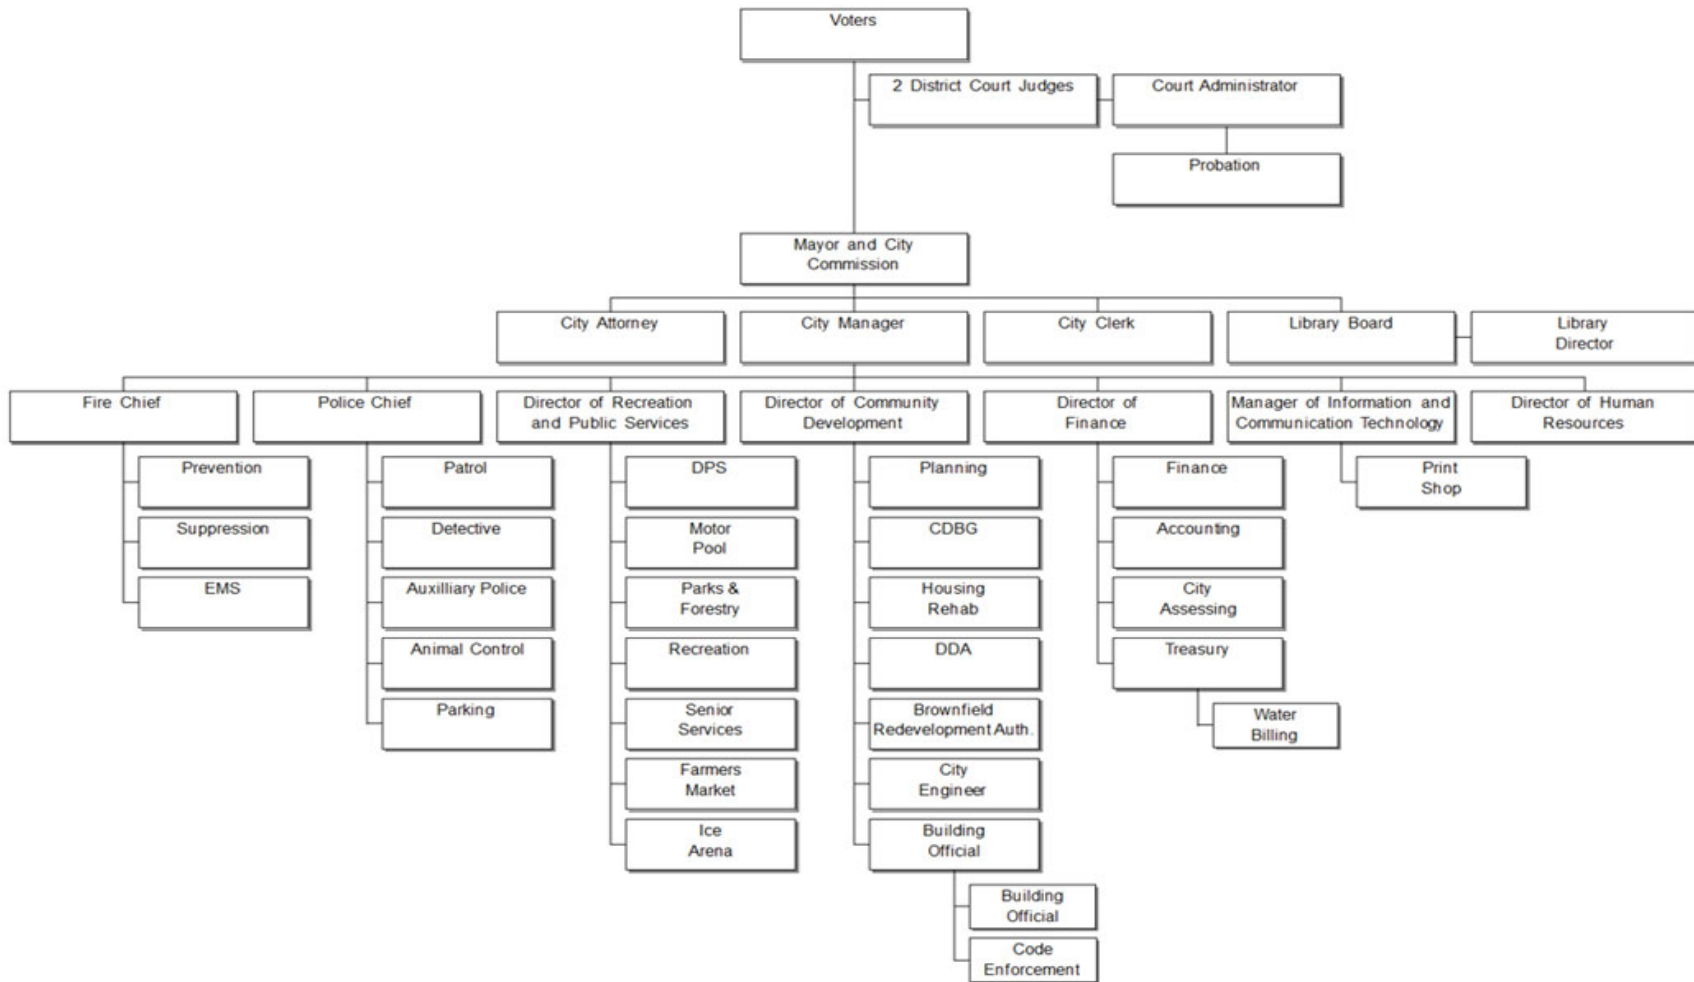 Voters
2 District Court Judges
Court Administrator
Probation
Mayor and City
Commission
City Attorney
City Manager
City Clerk
Library Board
Library
Director
Fire Chief
Police Chief
Director of Recreation
and Public Services
Director of Community
Development
Director of
Finance
Manager of Information and
Communication Technology
Director of Human
Resources
Prevention
Suppression
EMS
Patrol
Detective
Auxilliary Police
Animal Control
Parking
DPS
Motor
Pool
Parks &
Forestry
Recreation
Senior
Services
Farmers
Market
Ice
Arena
Planning
CDBG
Housing
Rehab
DDA
Brownfield
Redevelopment Auth.
City
Engineer
Building
Official
Building
Official
Code
Enforcement
Finance
Accounting
City
Assessing
Treasury
Water
Billing
Print
Shop